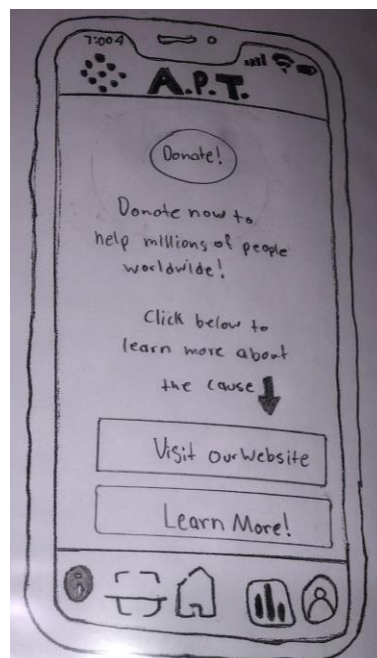 7:004
A.P.T.
Donate!
Donate now to
help millions of people
worldwide!
Click below to
learn more about
the cause
Visit our website
Learn More!